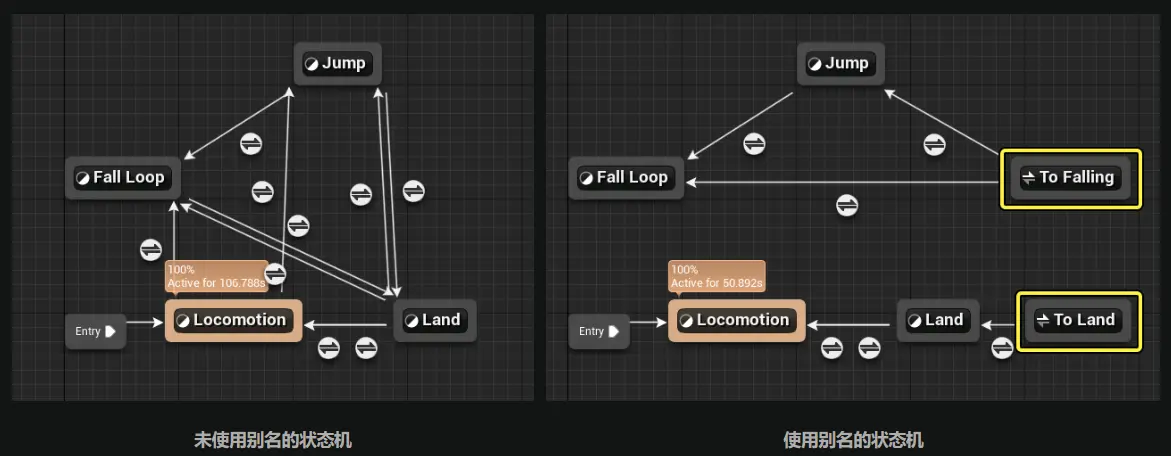 Jump
Fall Loop
100%
Active for 106.788s
Entry
Locomotion
Land
未使用别名的状态机
Jump
Fall Loop
To Falling
100%
Active for 50.892s
Entry
Locomotion
Land
To Land
使用别名的状态机